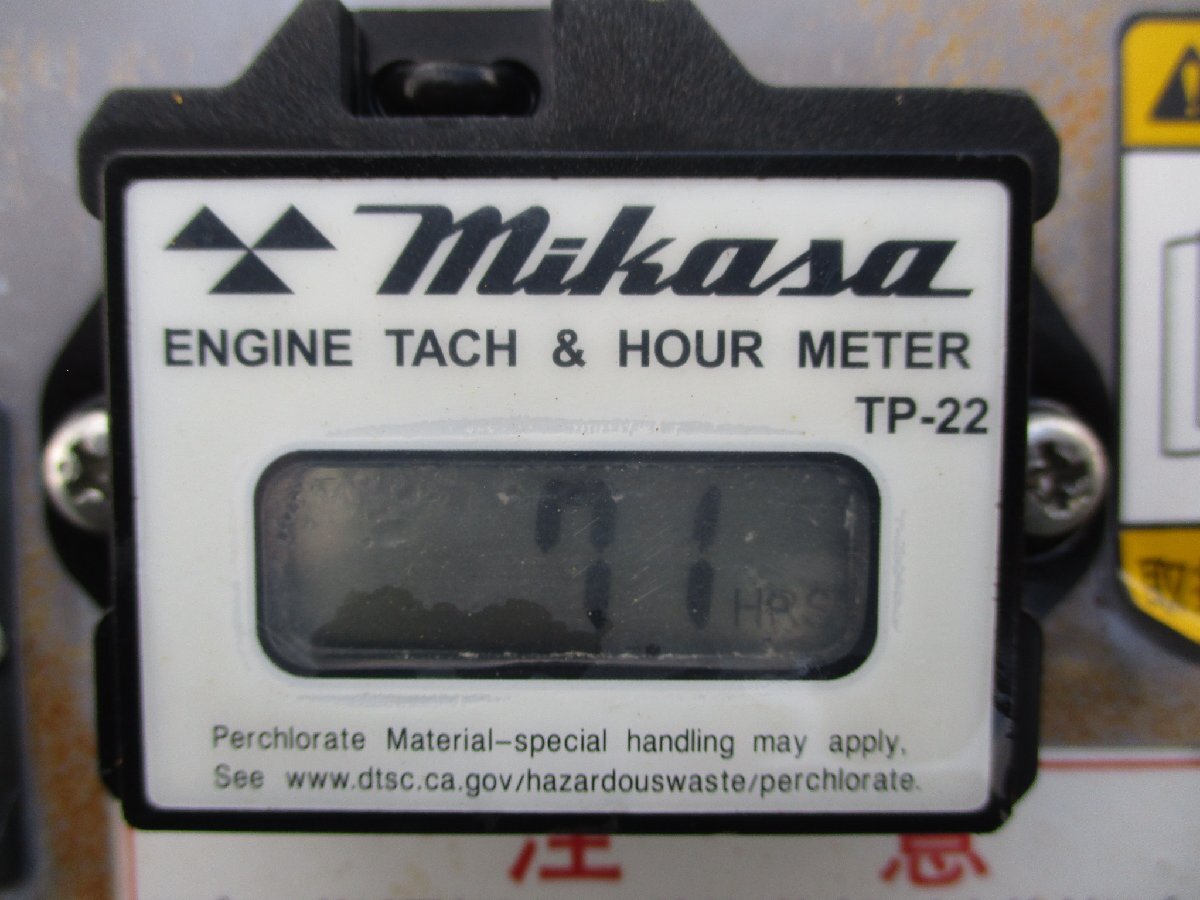 mikasa
ENGINE TACH & HOUR METER
TP-22
7.1 HRS
Perchlorate Material-special handling may apply.
See www.dtsc.ca.gov/hazardouswaste/perchlorate.
注 意